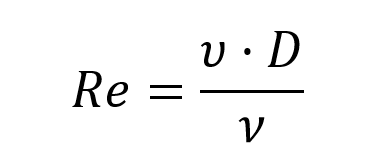 Re = υ · D / ν